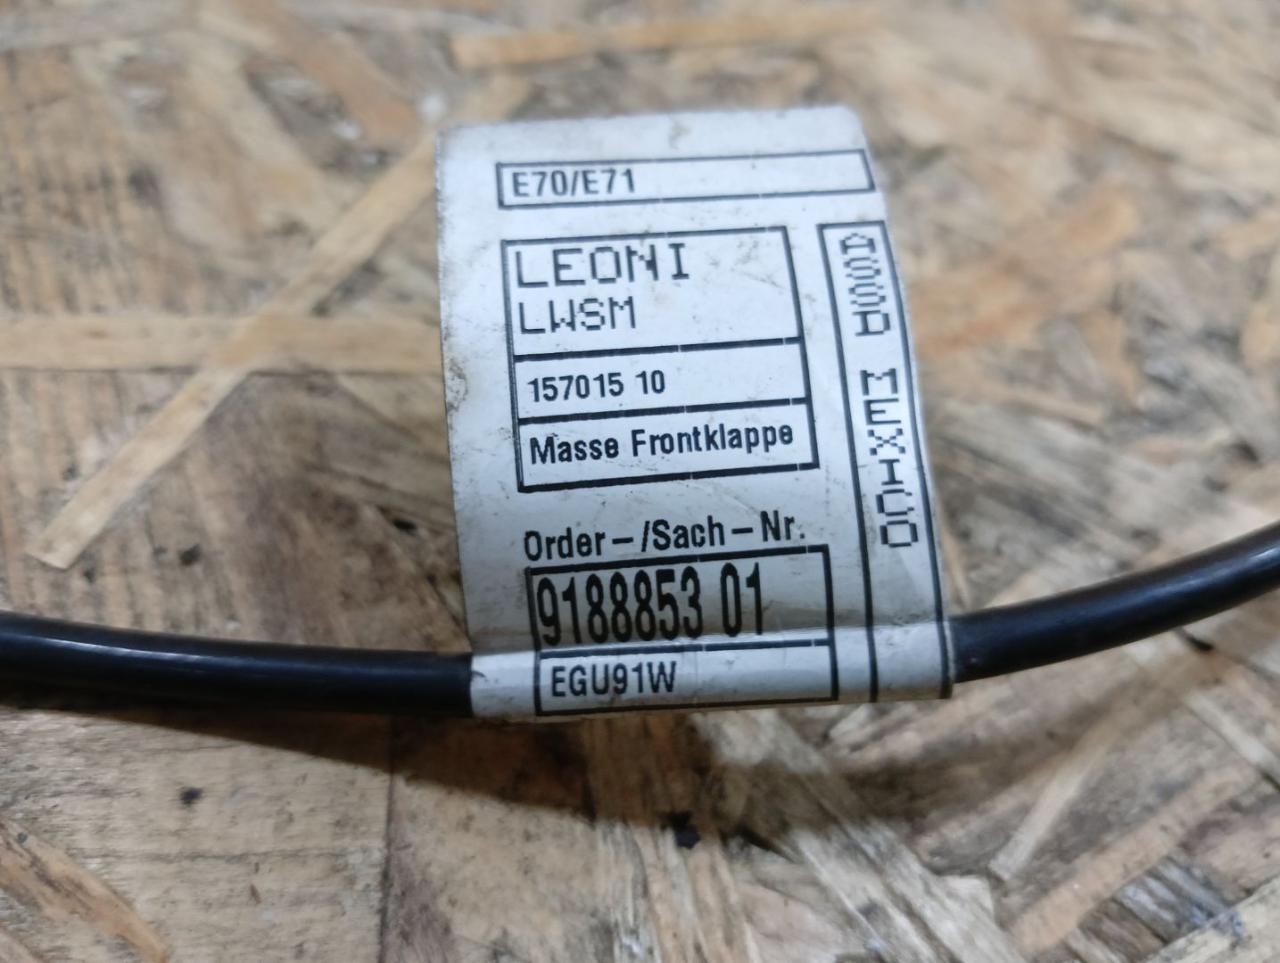 E70/E71
LEONI
LWSM
157015 10
Masse Frontklappe
Order-/Sach-Nr.
9188853 01
EGU91W
ASSD MEXICO